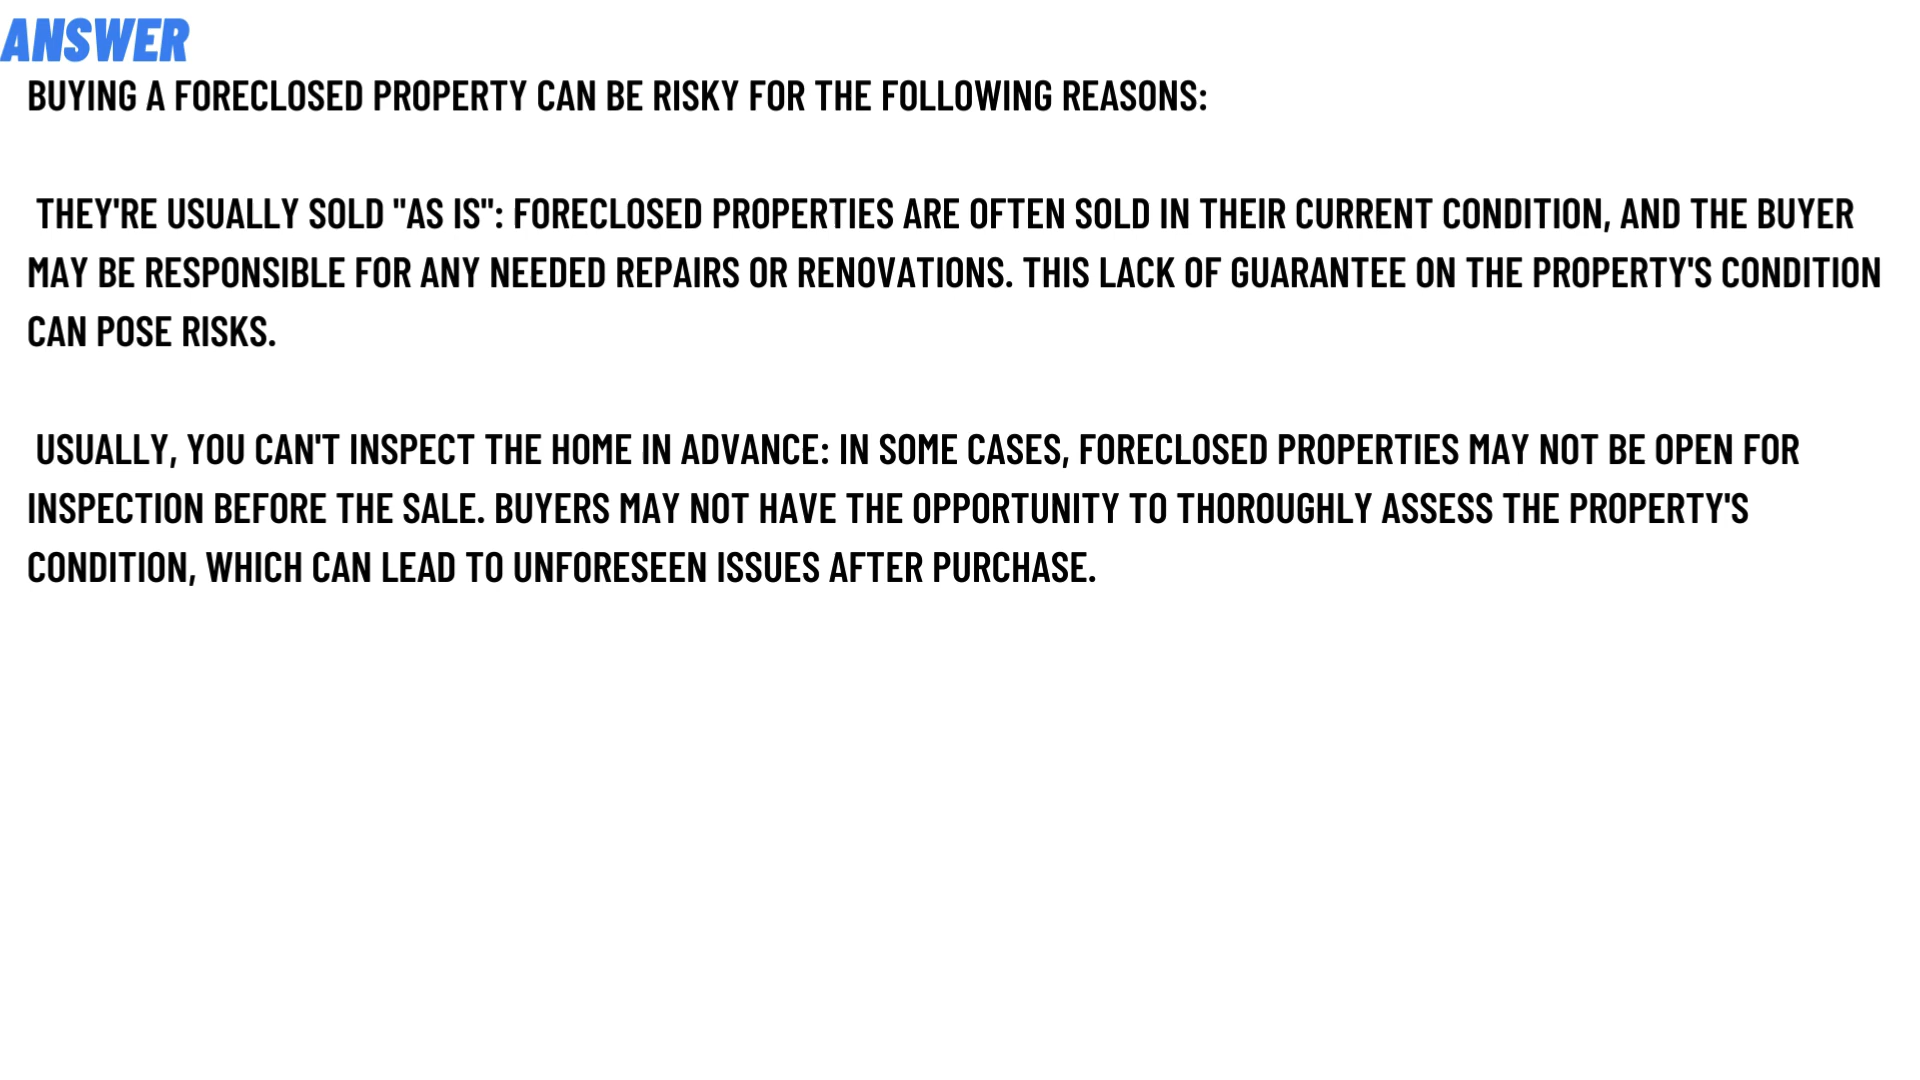 ANSWER
BUYING A FORECLOSED PROPERTY CAN BE RISKY FOR THE FOLLOWING REASONS:
THEY'RE USUALLY SOLD "AS IS": FORECLOSED PROPERTIES ARE OFTEN SOLD IN THEIR CURRENT CONDITION, AND THE BUYER
MAY BE RESPONSIBLE FOR ANY NEEDED REPAIRS OR RENOVATIONS. THIS LACK OF GUARANTEE ON THE PROPERTY'S CONDITION
CAN POSE RISKS.
USUALLY, YOU CAN'T INSPECT THE HOME IN ADVANCE: IN SOME CASES, FORECLOSED PROPERTIES MAY NOT BE OPEN FOR
INSPECTION BEFORE THE SALE. BUYERS MAY NOT HAVE THE OPPORTUNITY TO THOROUGHLY ASSESS THE PROPERTY'S
CONDITION, WHICH CAN LEAD TO UNFORESEEN ISSUES AFTER PURCHASE.